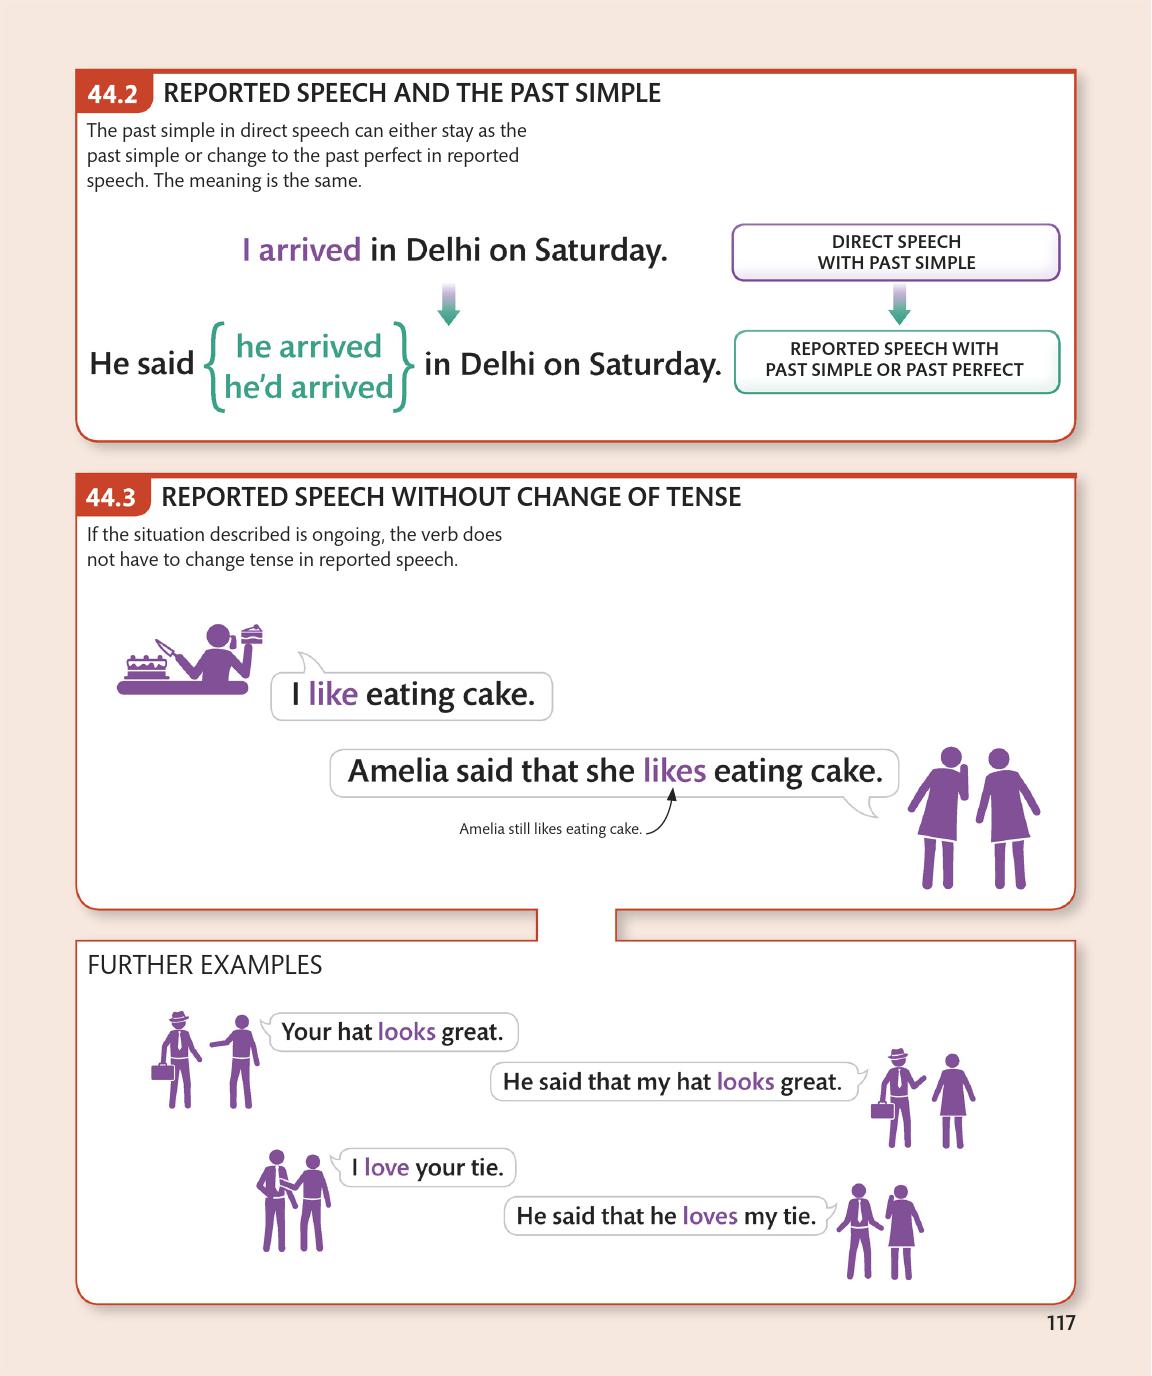 44.2 REPORTED SPEECH AND THE PAST SIMPLE
The past simple in direct speech can either stay as the
past simple or change to the past perfect in reported
speech. The meaning is the same.
I arrived in Delhi on Saturday.
DIRECT SPEECH
WITH PAST SIMPLE
He said { he arrived
he’d arrived } in Delhi on Saturday.
REPORTED SPEECH WITH
PAST SIMPLE OR PAST PERFECT
44.3 REPORTED SPEECH WITHOUT CHANGE OF TENSE
If the situation described is ongoing, the verb does
not have to change tense in reported speech.
I like eating cake.
Amelia said that she likes eating cake.
Amelia still likes eating cake.
FURTHER EXAMPLES
Your hat looks great.
He said that my hat looks great.
I love your tie.
He said that he loves my tie.
117